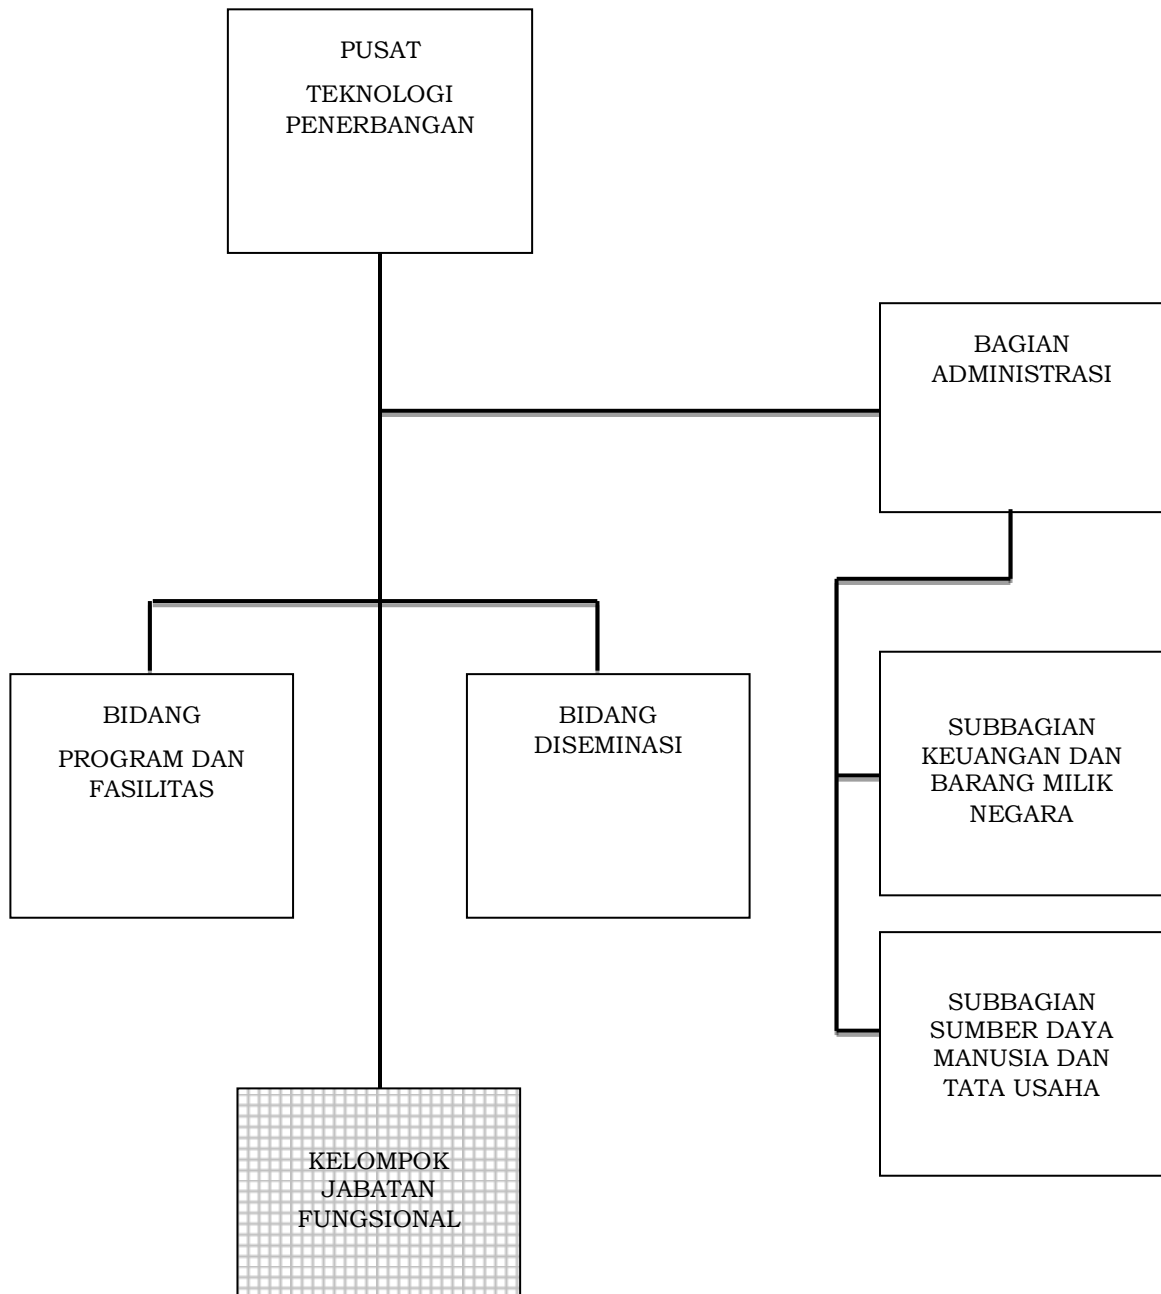 PUSAT
TEKNOLOGI
PENERBANGAN
BAGIAN
ADMINISTRASI
BIDANG
PROGRAM DAN
FASILITAS
BIDANG
DISEMINASI
SUBBAGIAN
KEUANGAN DAN
BARANG MILIK
NEGARA
SUBBAGIAN
SUMBER DAYA
MANUSIA DAN
TATA USAHA
KELOMPOK
JABATAN
FUNGSIONAL